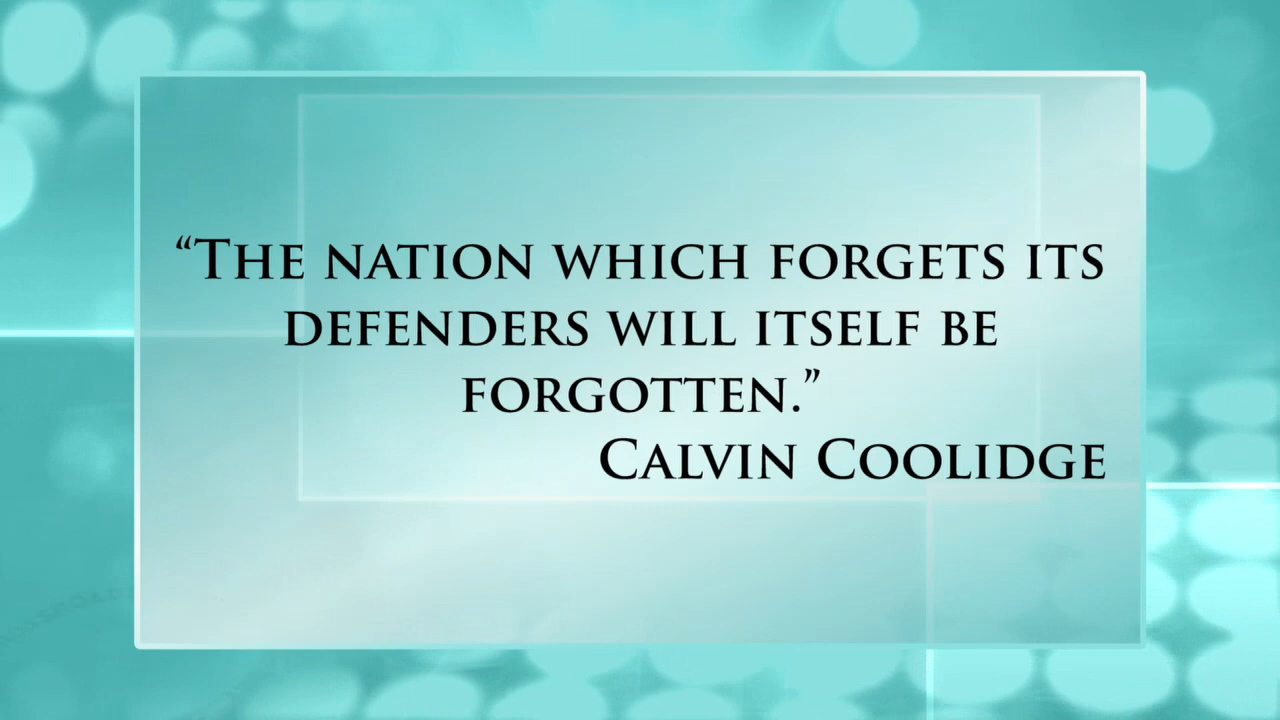 “The nation which forgets its
defenders will itself be
forgotten.”
Calvin Coolidge